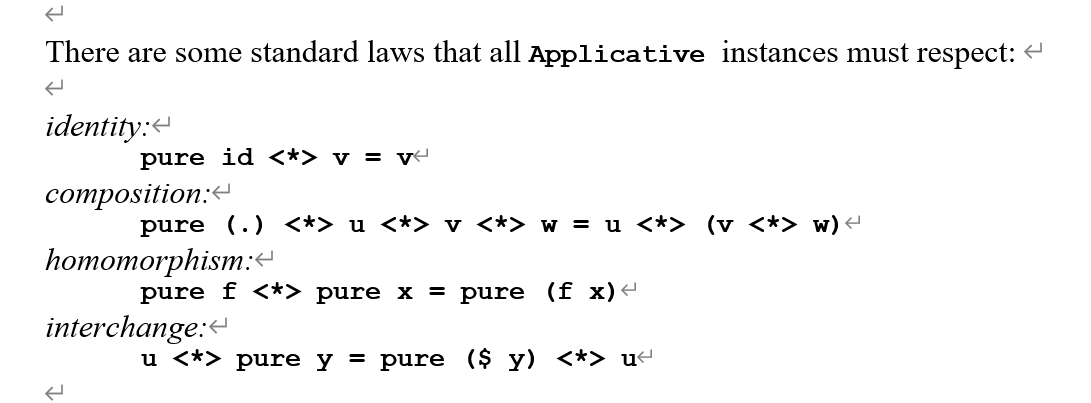 There are some standard laws that all Applicative instances must respect:
identity:
pure id <*> v = v
composition:
pure (.) <*> u <*> v <*> w = u <*> (v <*> w)
homomorphism:
pure f <*> pure x = pure (f x)
interchange:
u <*> pure y = pure ($ y) <*> u